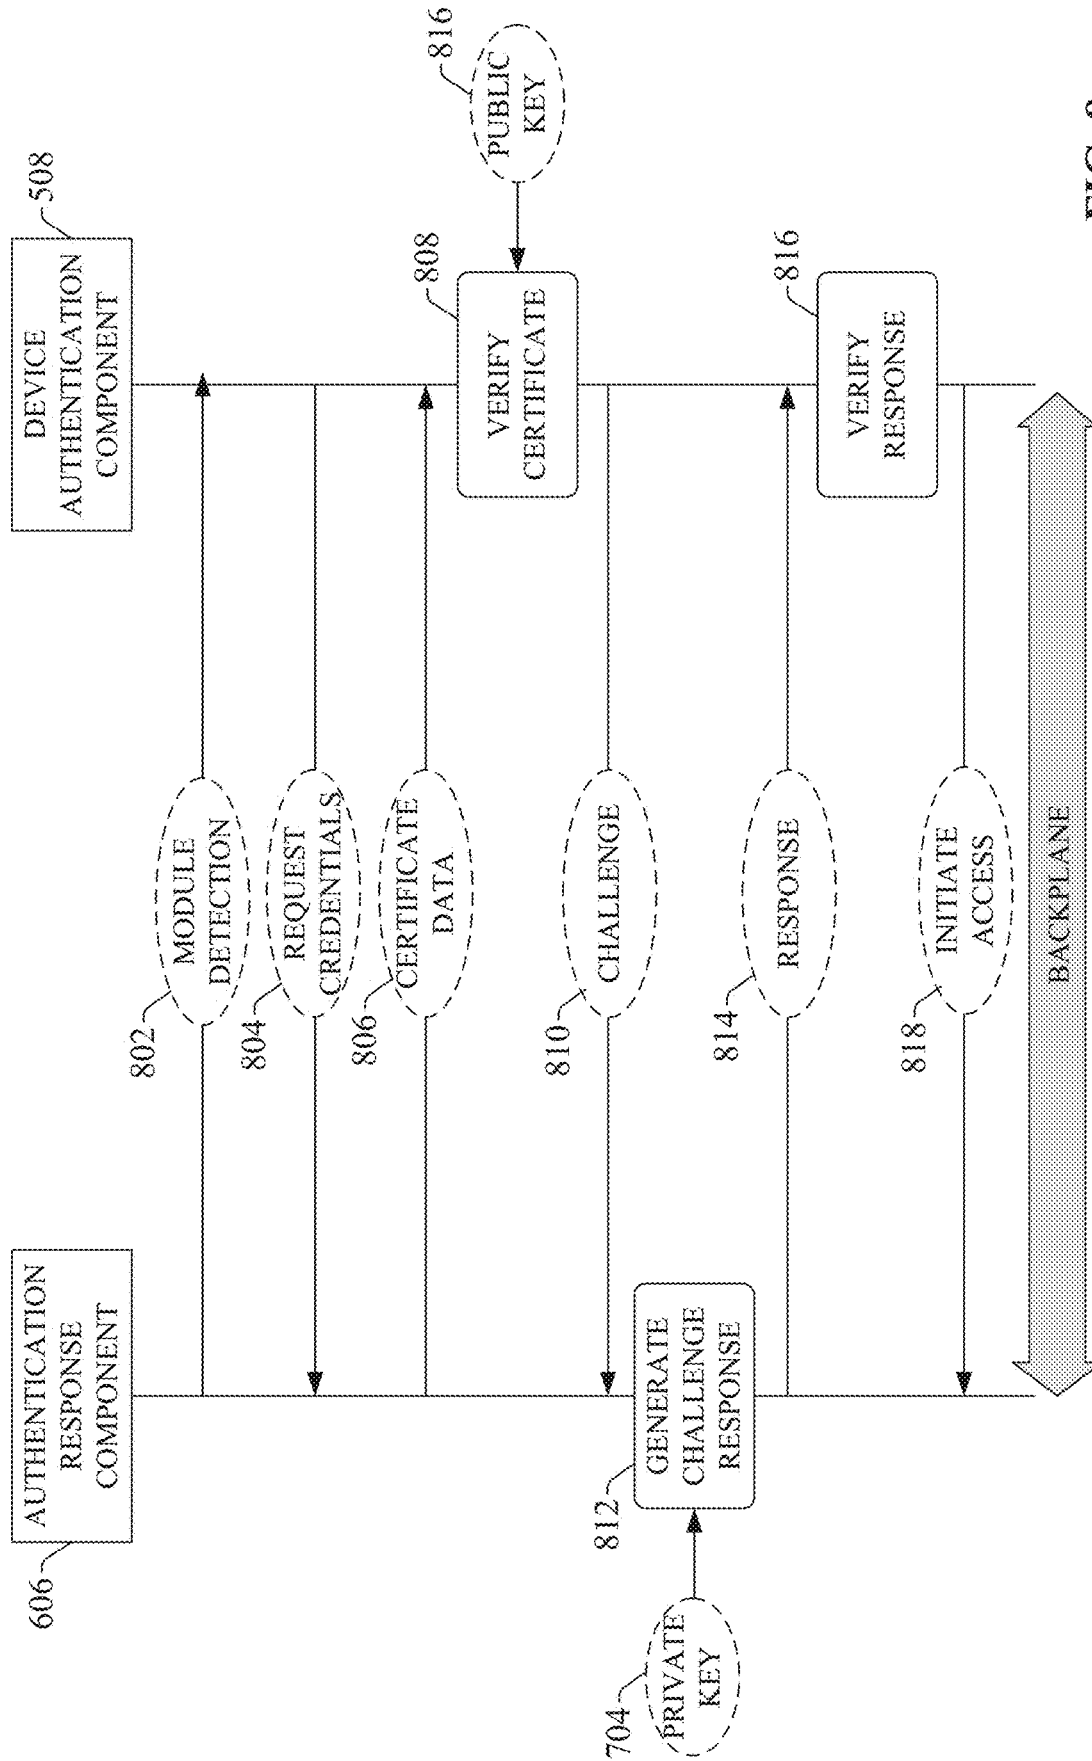 AUTHENTICATION
RESPONSE
COMPONENT
606
DEVICE
AUTHENTICATION
COMPONENT
508
802
MODULE
DETECTION
804
REQUEST
CREDENTIALS
806
CERTIFICATE
DATA
VERIFY
CERTIFICATE
808
PUBLIC
KEY
816
810
CHALLENGE
704
PRIVATE
KEY
812
GENERATE
CHALLENGE
RESPONSE
814
RESPONSE
VERIFY
RESPONSE
816
818
INITIATE
ACCESS
BACKPLANE